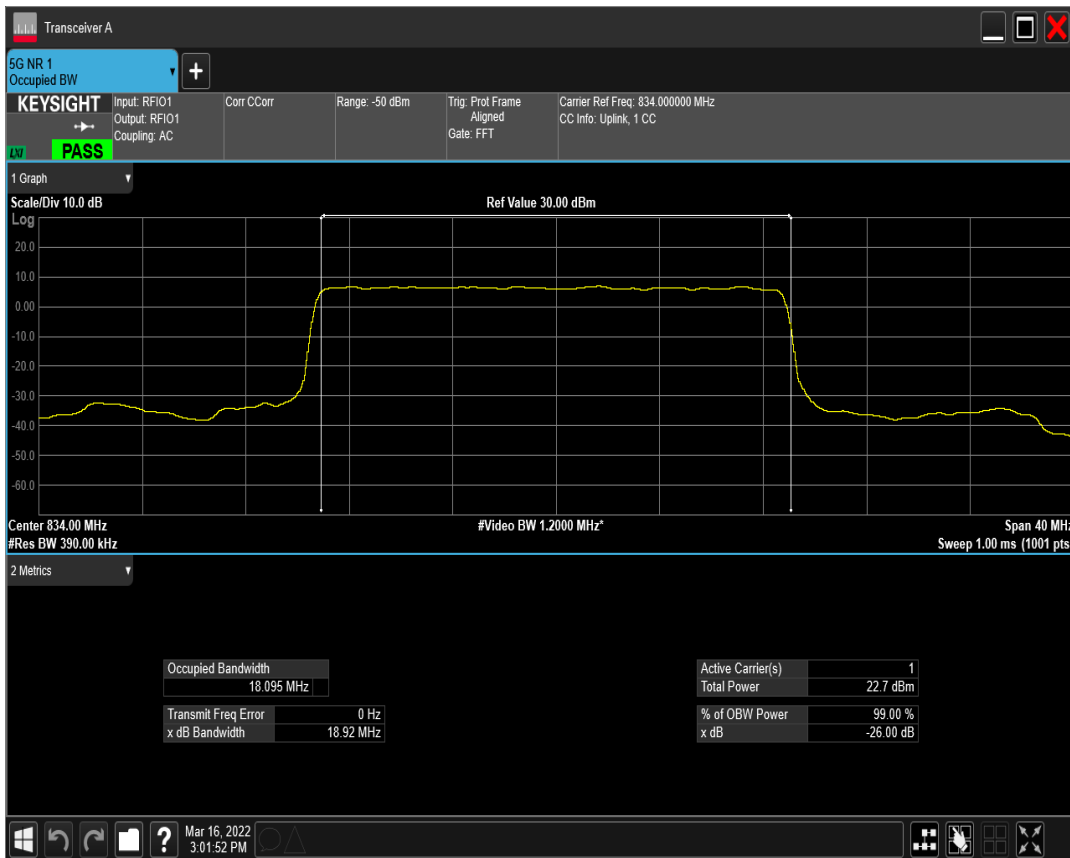 Transceiver A
5G NR 1
Occupied BW
+
KEYSIGHT
LXI
PASS
Input: RFIO1
Output: RFIO1
Coupling: AC
Corr CCorr
Range: -50 dBm
Trig: Prot Frame
Aligned
Gate: FFT
Carrier Ref Freq: 834.000000 MHz
CC Info: Uplink, 1 CC
1 Graph
Scale/Div 10.0 dB
Ref Value 30.00 dBm
Log
20.0
10.0
0.00
-10.0
-20.0
-30.0
-40.0
-50.0
-60.0
Center 834.00 MHz
#Video BW 1.2000 MHz*
Span 40 MHz
#Res BW 390.00 kHz
Sweep 1.00 ms (1001 pts
2 Metrics
Occupied Bandwidth
18.095 MHz
Transmit Freq Error 0 Hz
x dB Bandwidth 18.92 MHz
Active Carrier(s) 1
Total Power 22.7 dBm
% of OBW Power 99.00 %
x dB -26.00 dB
?
Mar 16, 2022
3:01:52 PM